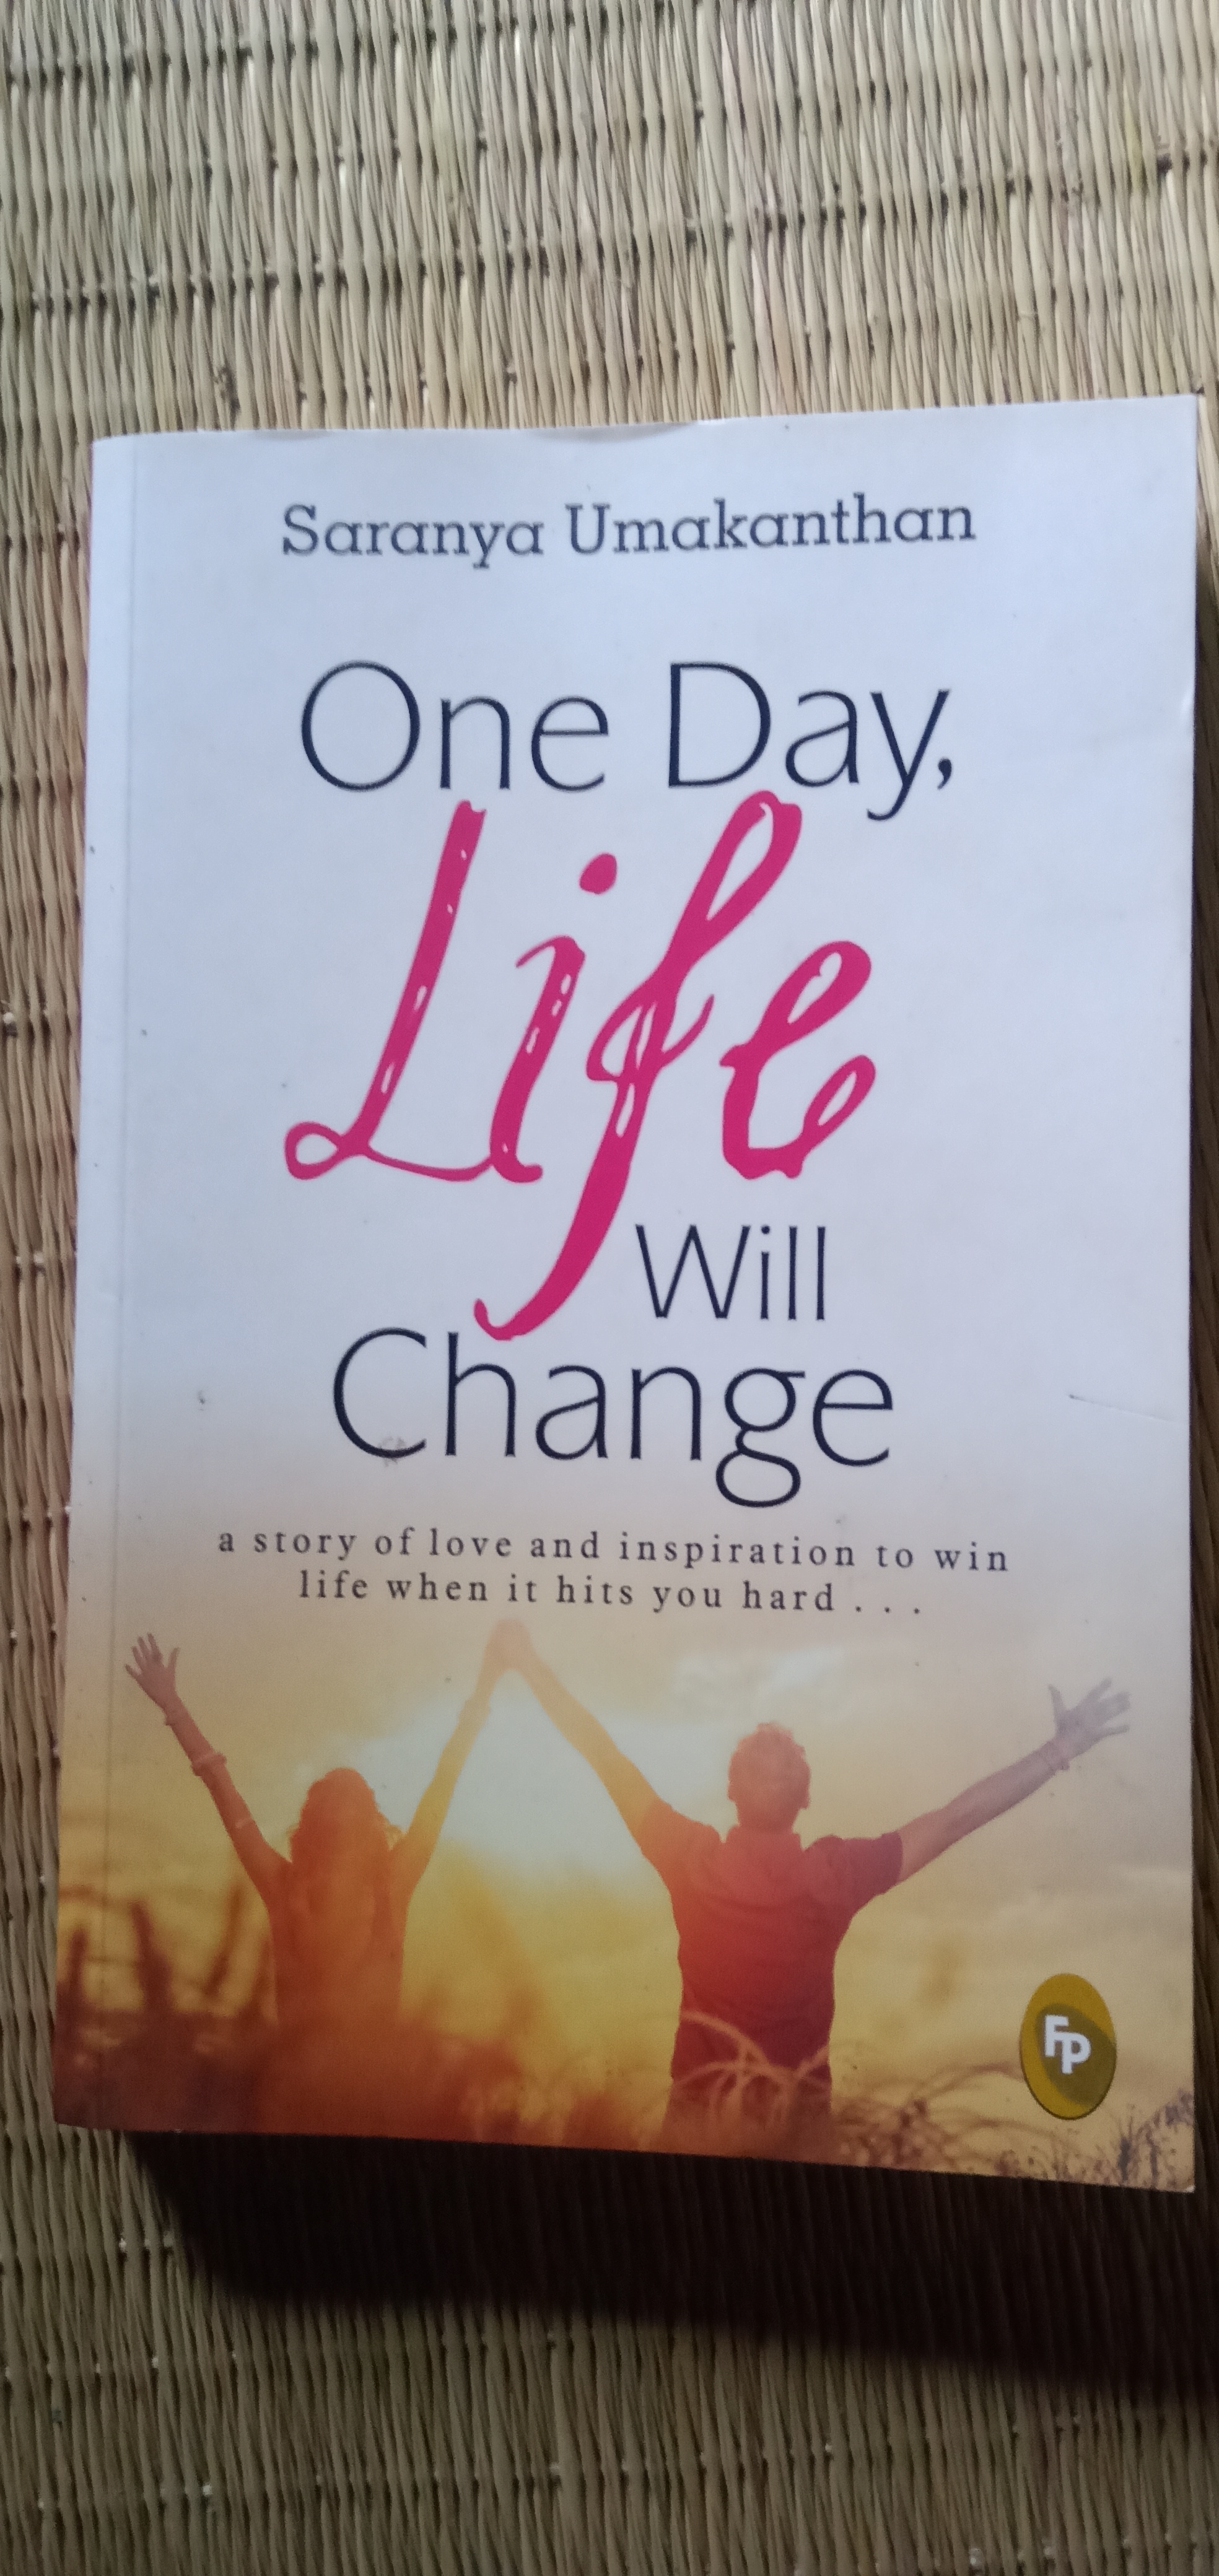 Saranya Umakanthan
One Day,
Life
Will
Change
a story of love and inspiration to win
life when it hits you hard . . .
FP